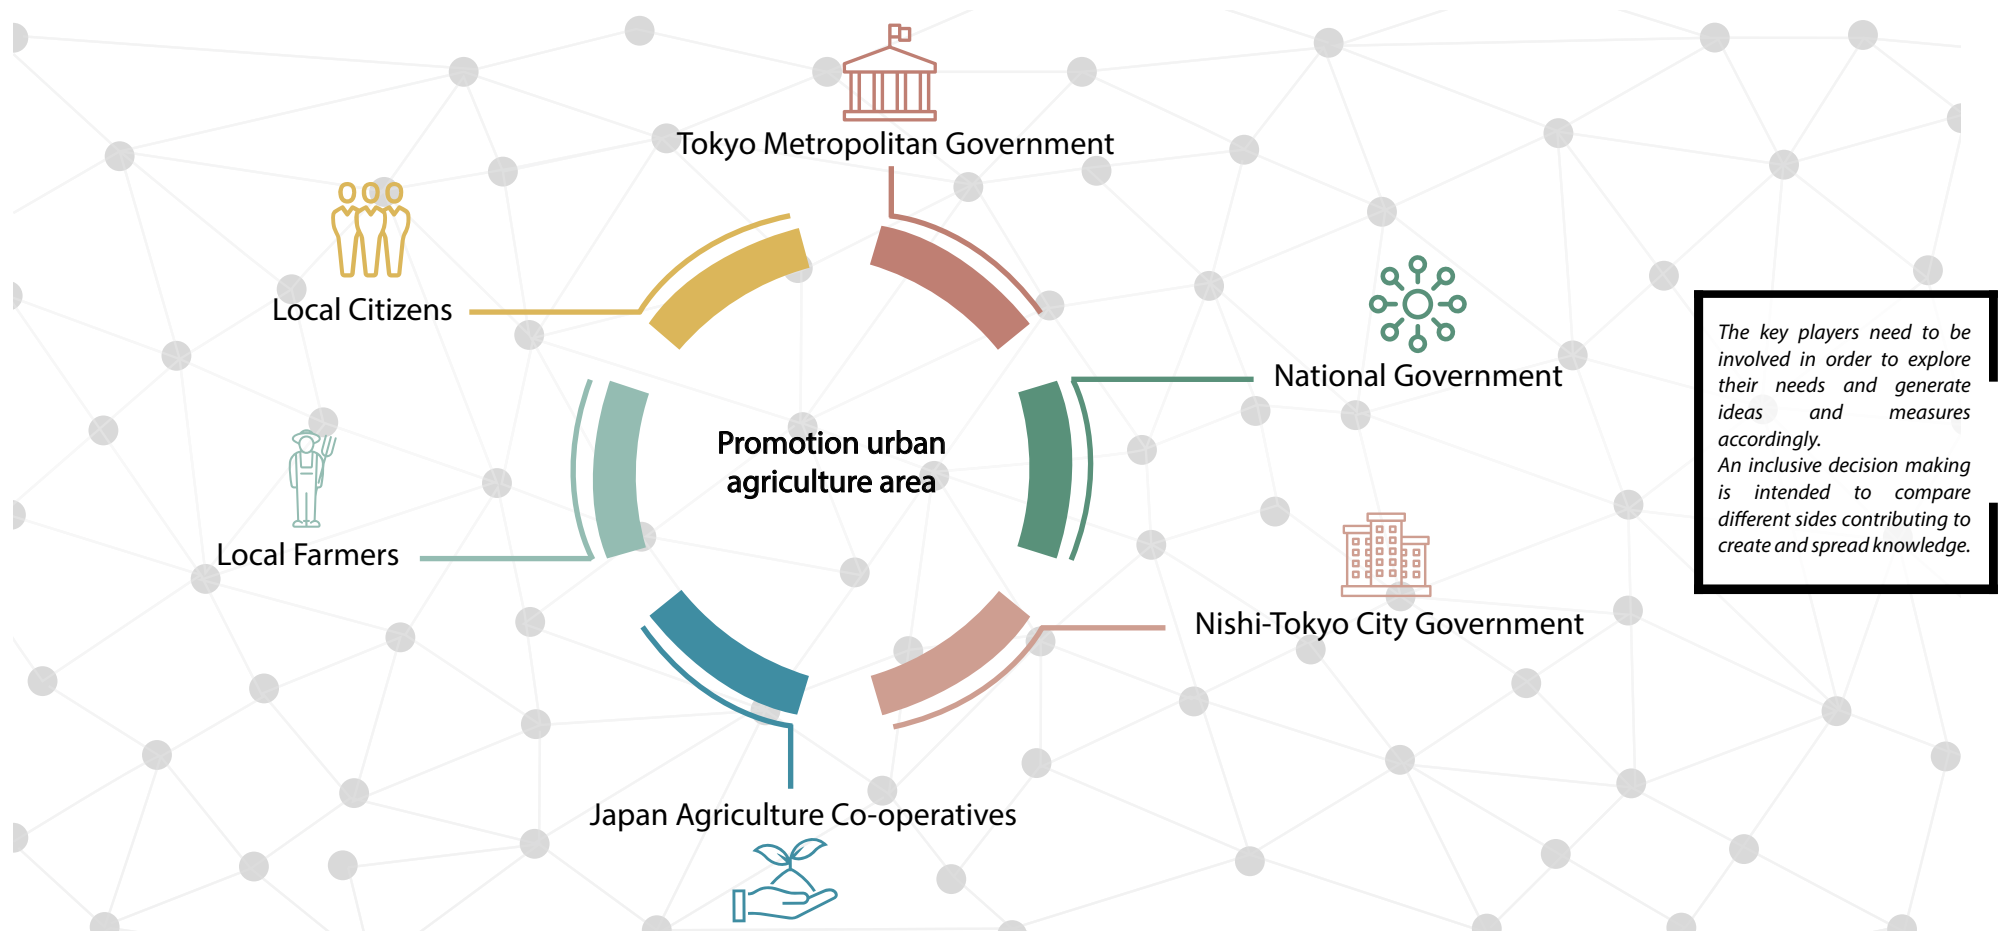 Tokyo Metropolitan Government
Local Citizens
National Government
The key players need to be
involved in order to explore
their needs and generate
ideas and measures
accordingly.
An inclusive decision making
is intended to compare
different sides contributing to
create and spread knowledge.
Promotion urban
agriculture area
Local Farmers
Nishi-Tokyo City Government
Japan Agriculture Co-operatives